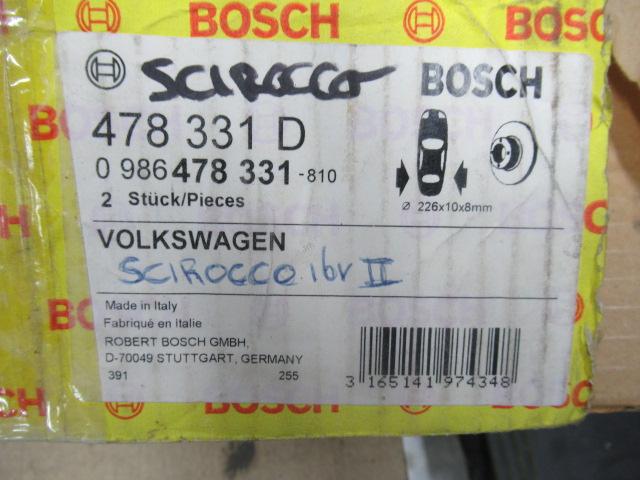 BOSCH BOSCH
SCIROCCO BOSCH
478 331 D
0 986 478 331 -810
2 Stück/Pieces
Ø 226x10x8mm
VOLKSWAGEN
SCIROCCO 16V II
Made in Italy
Fabriqué en Italie
ROBERT BOSCH GMBH,
D-70049 STUTTGART, GERMANY
391 255
3 165141 974348
BOSCH